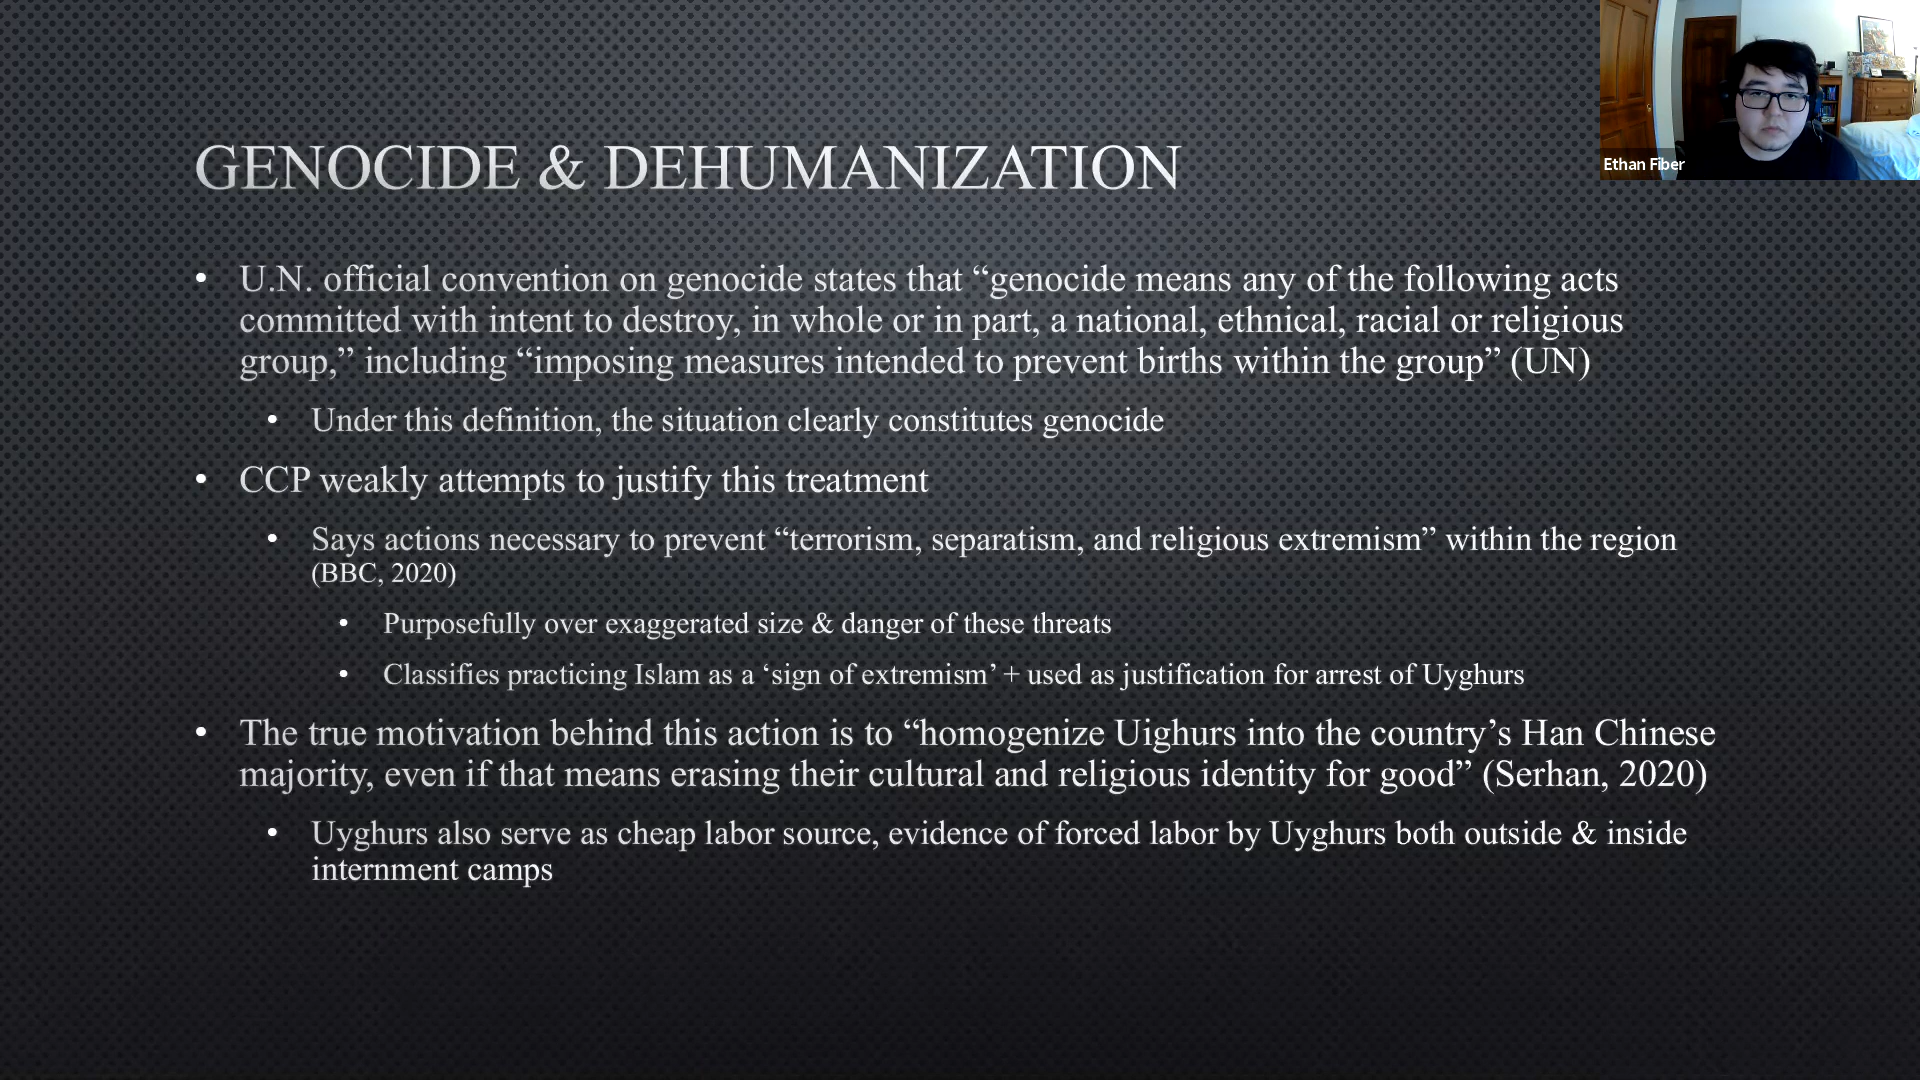 Ethan Fiber
GENOCIDE & DEHUMANIZATION
• U.N. official convention on genocide states that “genocide means any of the following acts
committed with intent to destroy, in whole or in part, a national, ethnical, racial or religious
group,” including “imposing measures intended to prevent births within the group” (UN)
• Under this definition, the situation clearly constitutes genocide
• CCP weakly attempts to justify this treatment
• Says actions necessary to prevent “terrorism, separatism, and religious extremism” within the region
(BBC, 2020)
• Purposefully over exaggerated size & danger of these threats
• Classifies practicing Islam as a ‘sign of extremism’ + used as justification for arrest of Uyghurs
• The true motivation behind this action is to “homogenize Uighurs into the country’s Han Chinese
majority, even if that means erasing their cultural and religious identity for good” (Serhan, 2020)
• Uyghurs also serve as cheap labor source, evidence of forced labor by Uyghurs both outside & inside
internment camps